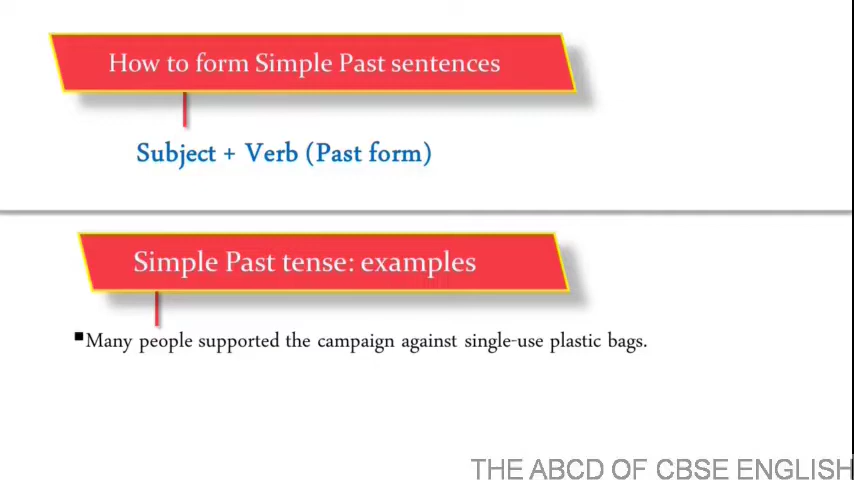 How to form Simple Past sentences
Subject + Verb (Past form)
Simple Past tense: examples
▪Many people supported the campaign against single-use plastic bags.
THE ABCD OF CBSE ENGLISH